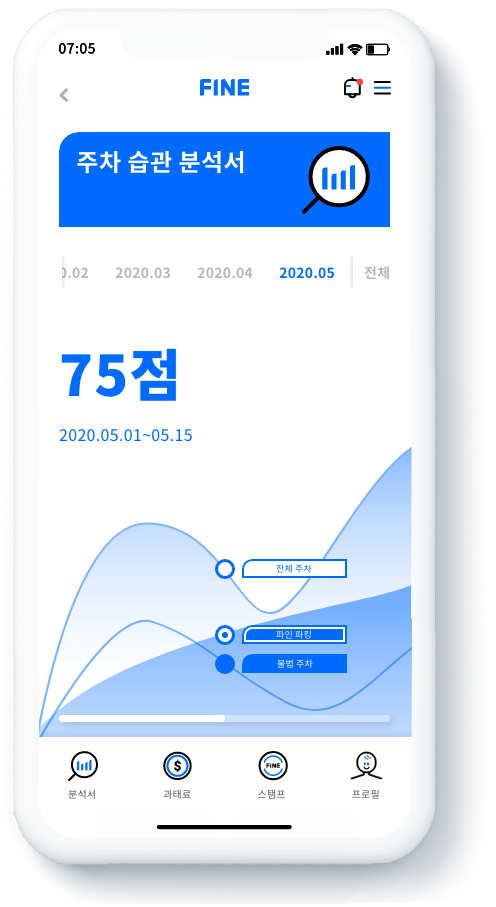 07:05
FINE
주차 습관 분석서
0.02 2020.03 2020.04 2020.05 전체
75점
2020.05.01~05.15
전체 주차
파인 파킹
불법 주차
$ FINE
분석서 과태료 스탬프 프로필